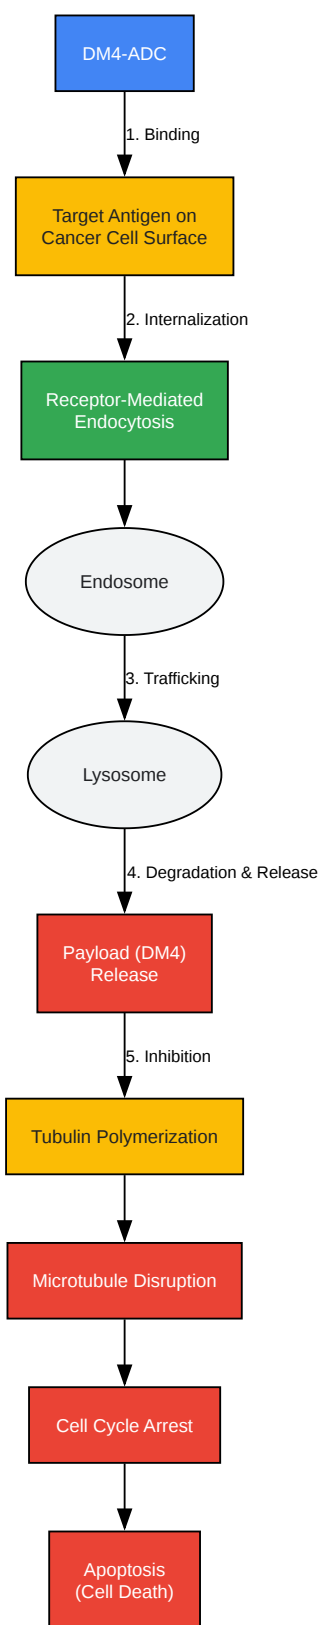 DM4-ADC
1. Binding
Target Antigen on
Cancer Cell Surface
2. Internalization
Receptor-Mediated
Endocytosis
Endosome
3. Trafficking
Lysosome
4. Degradation & Release
Payload (DM4)
Release
5. Inhibition
Tubulin Polymerization
Microtubule Disruption
Cell Cycle Arrest
Apoptosis
(Cell Death)